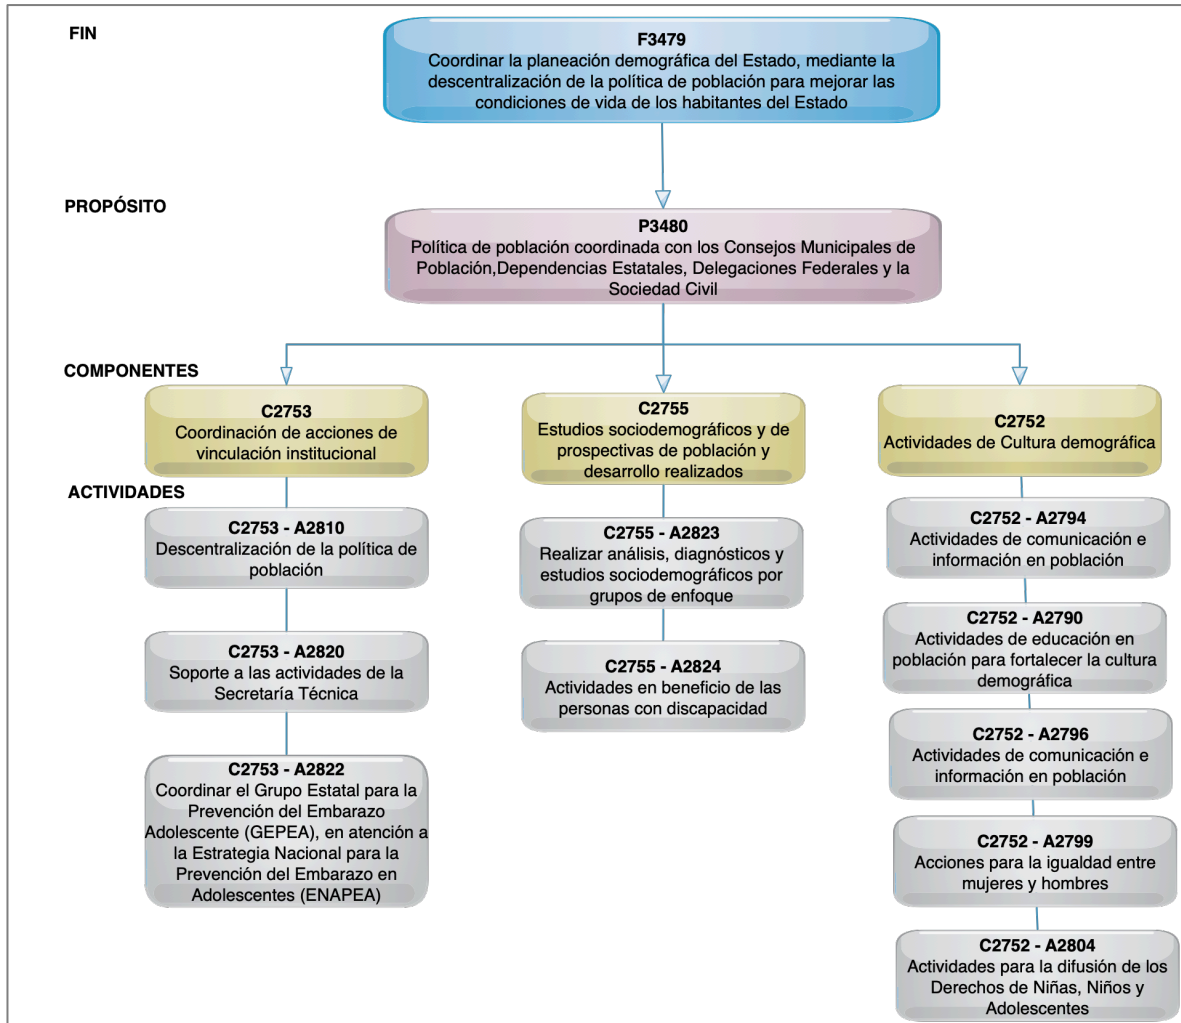 FIN
F3479
Coordinar la planeación demográfica del Estado, mediante la
descentralización de la política de población para mejorar las
condiciones de vida de los habitantes del Estado
PROPÓSITO
P3480
Política de población coordinada con los Consejos Municipales de
Población,Dependencias Estatales, Delegaciones Federales y la
Sociedad Civil
COMPONENTES
C2753
Coordinación de acciones de
vinculación institucional
C2755
Estudios sociodemográficos y de
prospectivas de población y
desarrollo realizados
C2752
Actividades de Cultura demográfica
ACTIVIDADES
C2753 - A2810
Descentralización de la política de
población
C2753 - A2820
Soporte a las actividades de la
Secretaría Técnica
C2753 - A2822
Coordinar el Grupo Estatal para la
Prevención del Embarazo
Adolescente (GEPEA), en atención a
la Estrategia Nacional para la
Prevención del Embarazo en
Adolescentes (ENAPEA)
C2755 - A2823
Realizar análisis, diagnósticos y
estudios sociodemográficos por
grupos de enfoque
C2755 - A2824
Actividades en beneficio de las
personas con discapacidad
C2752 - A2794
Actividades de comunicación e
información en población
C2752 - A2790
Actividades de educación en
población para fortalecer la cultura
demográfica
C2752 - A2796
Actividades de comunicación e
información en población
C2752 - A2799
Acciones para la igualdad entre
mujeres y hombres
C2752 - A2804
Actividades para la difusión de los
Derechos de Niñas, Niños y
Adolescentes